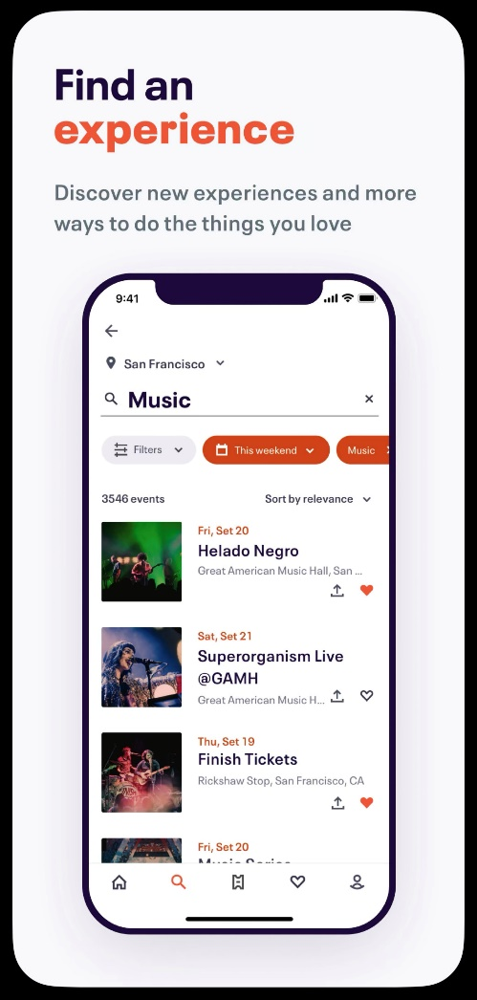 Find an
experience
Discover new experiences and more
ways to do the things you love
9:41
San Francisco
Music
Filters
This weekend
Music
3546 events
Sort by relevance
Fri, Set 20
Helado Negro
Great American Music Hall, San ...
Sat, Set 21
Superorganism Live
@GAMH
Great American Music H...
Thu, Set 19
Finish Tickets
Rickshaw Stop, San Francisco, CA
Fri, Set 20
Music Series